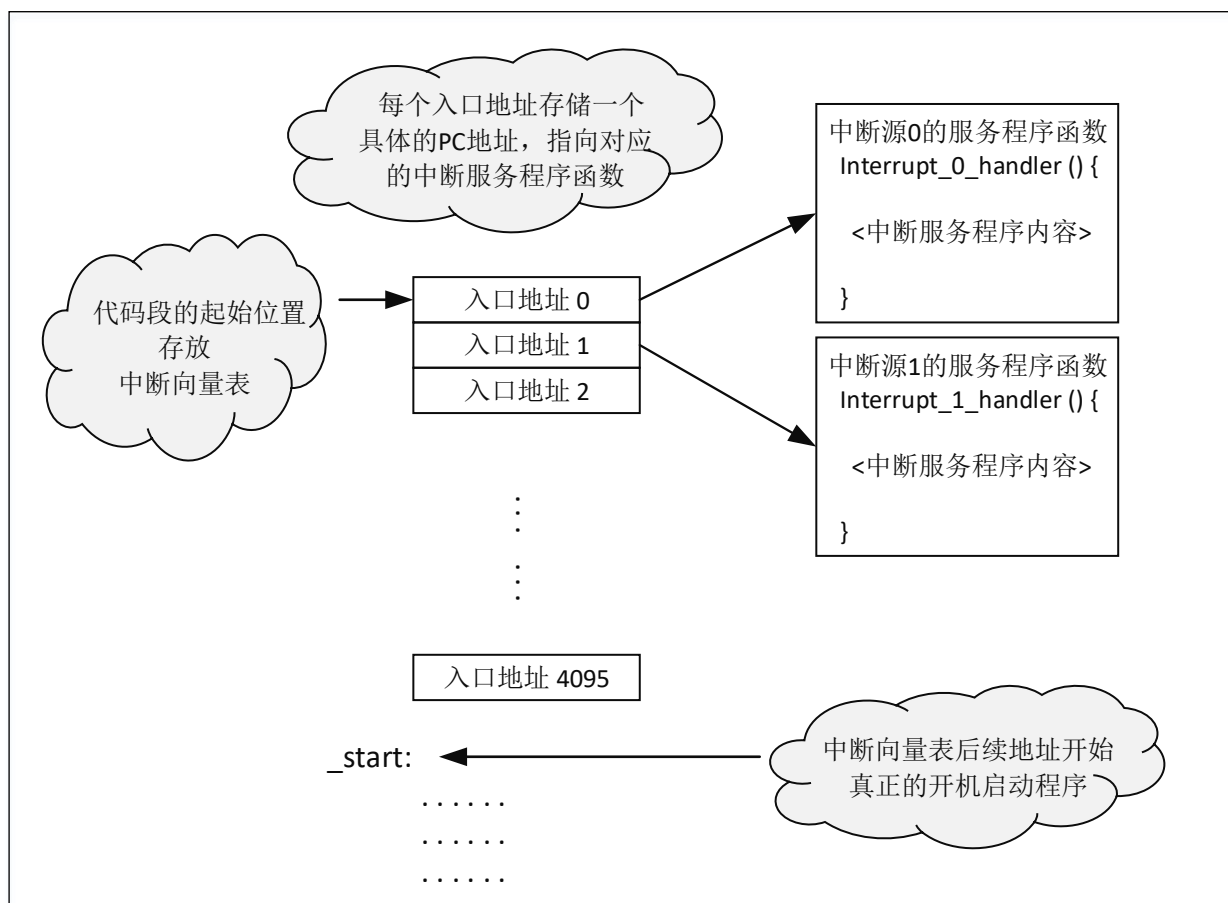 每个入口地址存储一个
具体的PC地址，指向对应
的中断服务程序函数
代码段的起始位置
存放
中断向量表
入口地址 0
入口地址 1
入口地址 2
中断源0的服务程序函数
Interrupt_0_handler () {
<中断服务程序内容>
}
中断源1的服务程序函数
Interrupt_1_handler () {
<中断服务程序内容>
}
入口地址 4095
_start:
中断向量表后续地址开始
真正的开机启动程序
. . . . . .
. . . . . .
. . . . . .